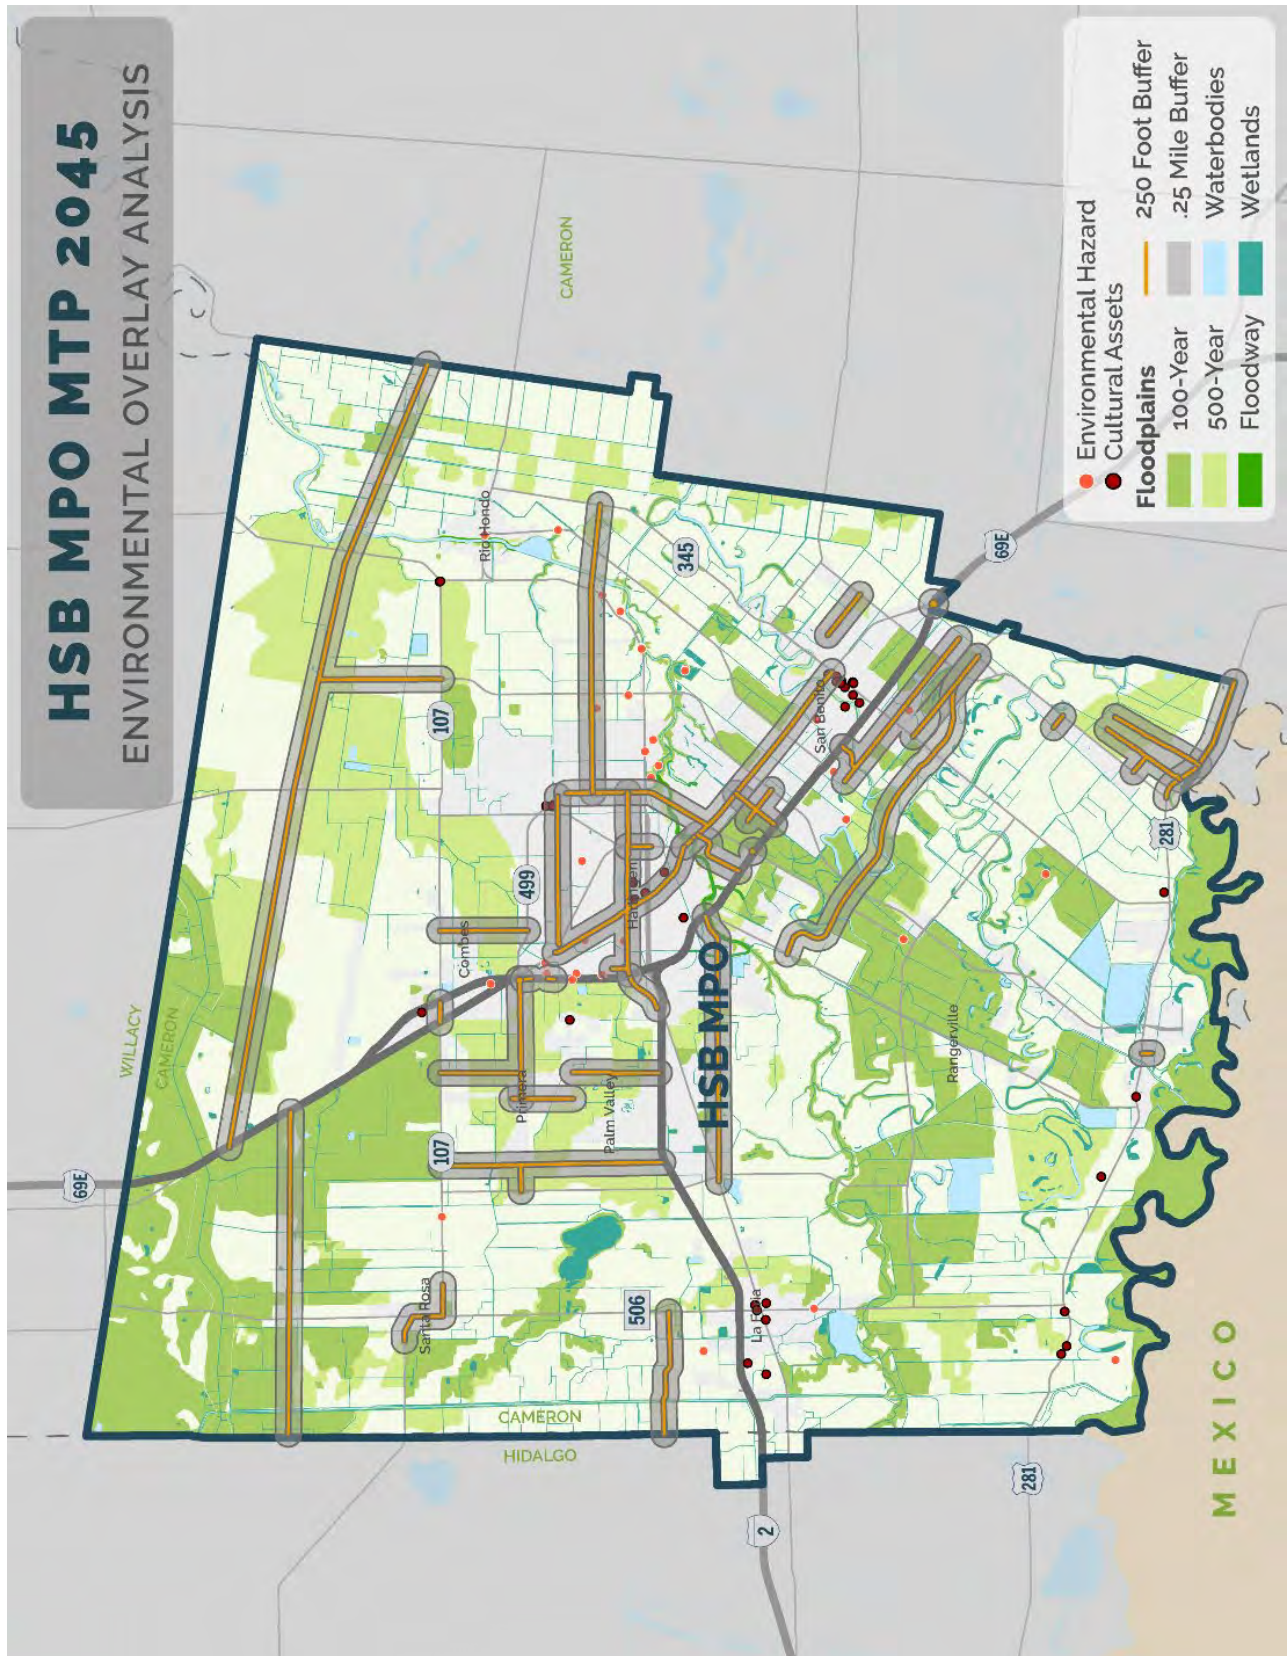 HSB MPO MTP 2045
ENVIRONMENTAL OVERLAY ANALYSIS
WILLACY
CAMERON
69E
107
Santa Rosa
Combes
107
Rio Hondo
CAMERON
499
Primera
Palm Valley
506
CAMERON
HIDALGO
Harlingen
345
HSB MPO
La Feria
San Benito
2
69E
Rangerville
281
281
MEXICO
Environmental Hazard
Cultural Assets
Floodplains
100-Year
500-Year
Floodway
250 Foot Buffer
.25 Mile Buffer
Waterbodies
Wetlands